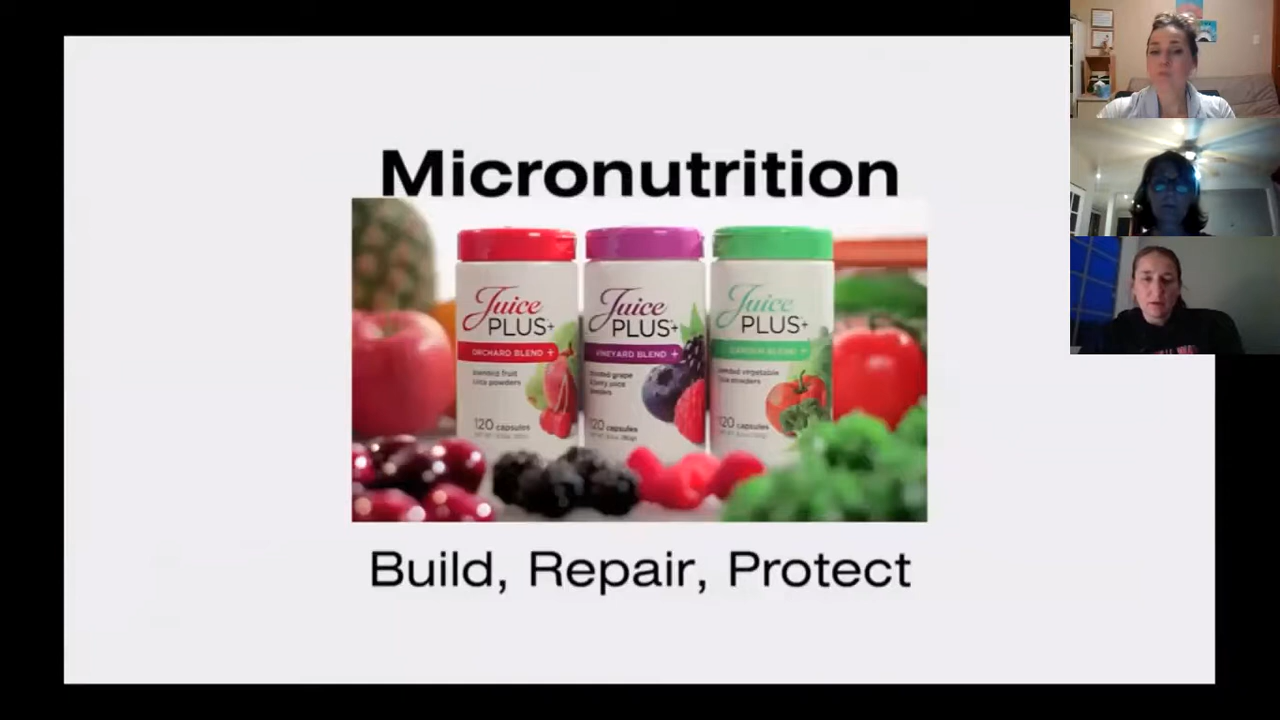 Micronutrition
Juice
PLUS+
ORCHARD BLEND +
blended fruit
juice powders
120 capsules
Juice
PLUS+
VINEYARD BLEND +
blended grape
& berry juice
powders
120 capsules
Juice
PLUS+
GARDEN BLEND +
blended vegetable
juice powders
120 capsules
Build, Repair, Protect